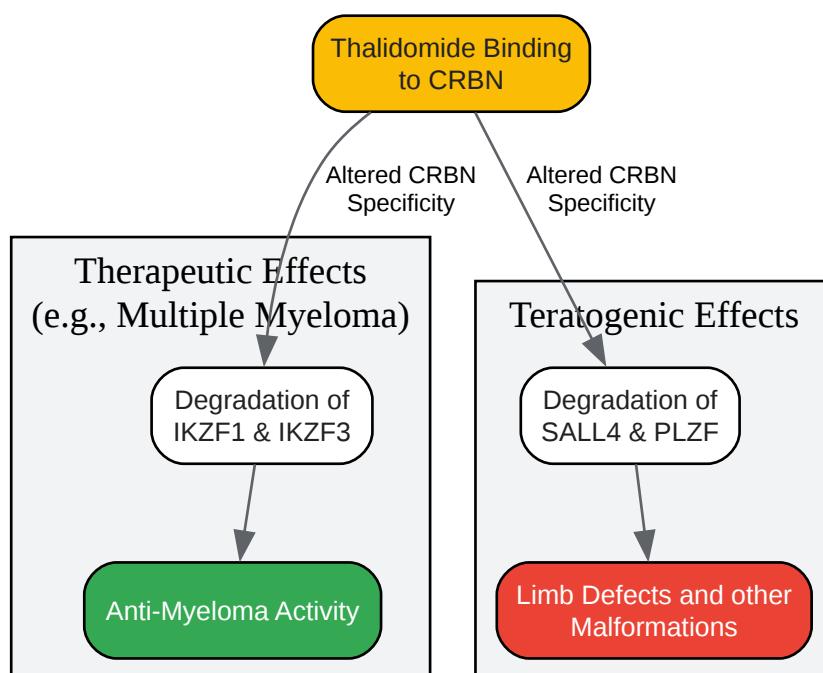 Thalidomide Binding
to CRBN
Altered CRBN
Specificity
Altered CRBN
Specificity
Therapeutic Effects
(e.g., Multiple Myeloma)
Teratogenic Effects
Degradation of
IKZF1 & IKZF3
Degradation of
SALL4 & PLZF
Anti-Myeloma Activity
Limb Defects and other
Malformations